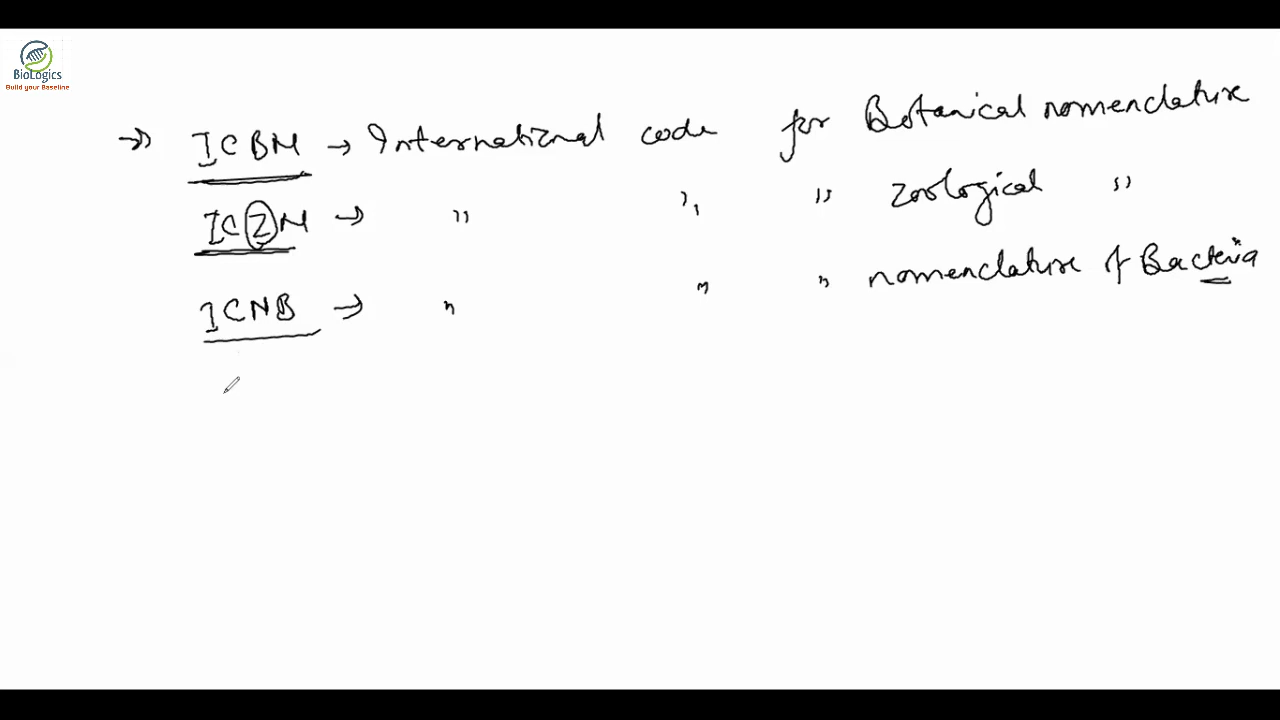 BioLogics
Build your Baseline
->> ICBN -> International code for Botanical nomenclature
ICZN -> " " " Zoological "
ICNB -> " " " nomenclature of Bacteria